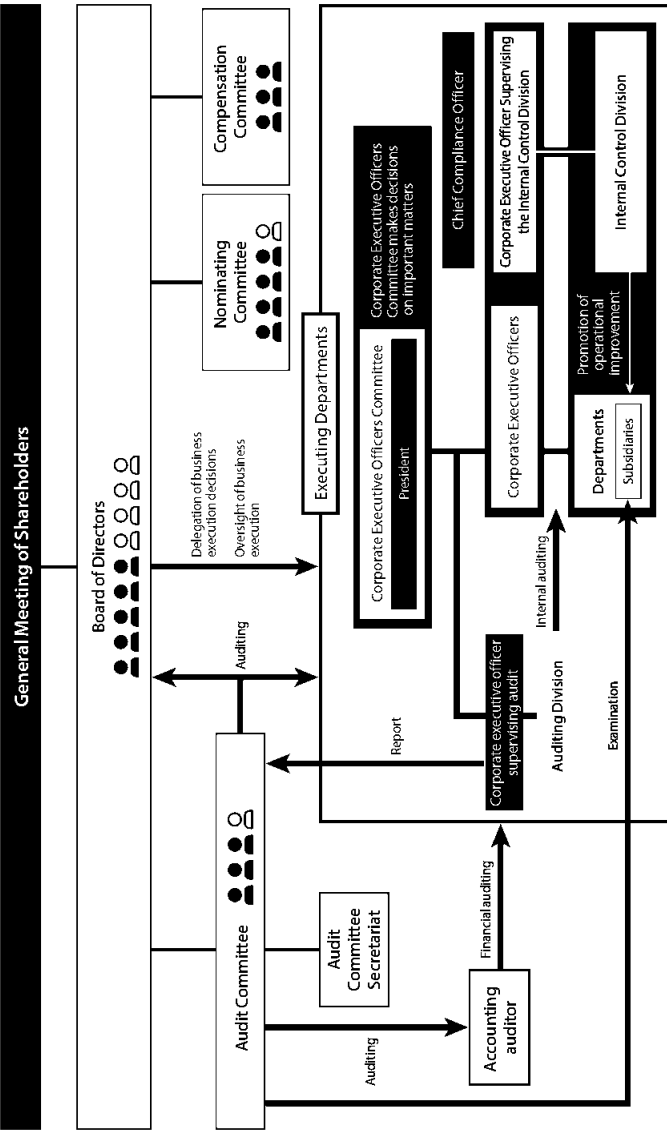 General Meeting of Shareholders
Board of Directors
Audit Committee
Audit
Committee
Secretariat
Auditing
Accounting
auditor
Financial auditing
Auditing
Report
Delegation of business
execution decisions
Oversight of business
execution
Nominating
Committee
Compensation
Committee
Executing Departments
Corporate Executive Officers Committee
President
Corporate Executive Officers
Committee makes decisions
on important matters
Chief Compliance Officer
Corporate executive officer
supervising audit
Auditing Division
Internal auditing
Examination
Corporate Executive Officers
Corporate Executive Officer Supervising
the Internal Control Division
Departments
Subsidiaries
Promotion of
operational
improvement
Internal Control Division